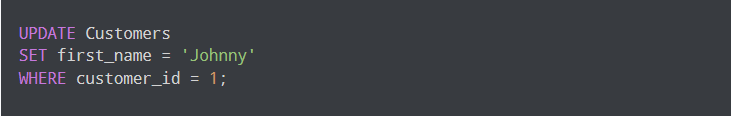 UPDATE Customers
SET first_name = 'Johnny'
WHERE customer_id = 1;